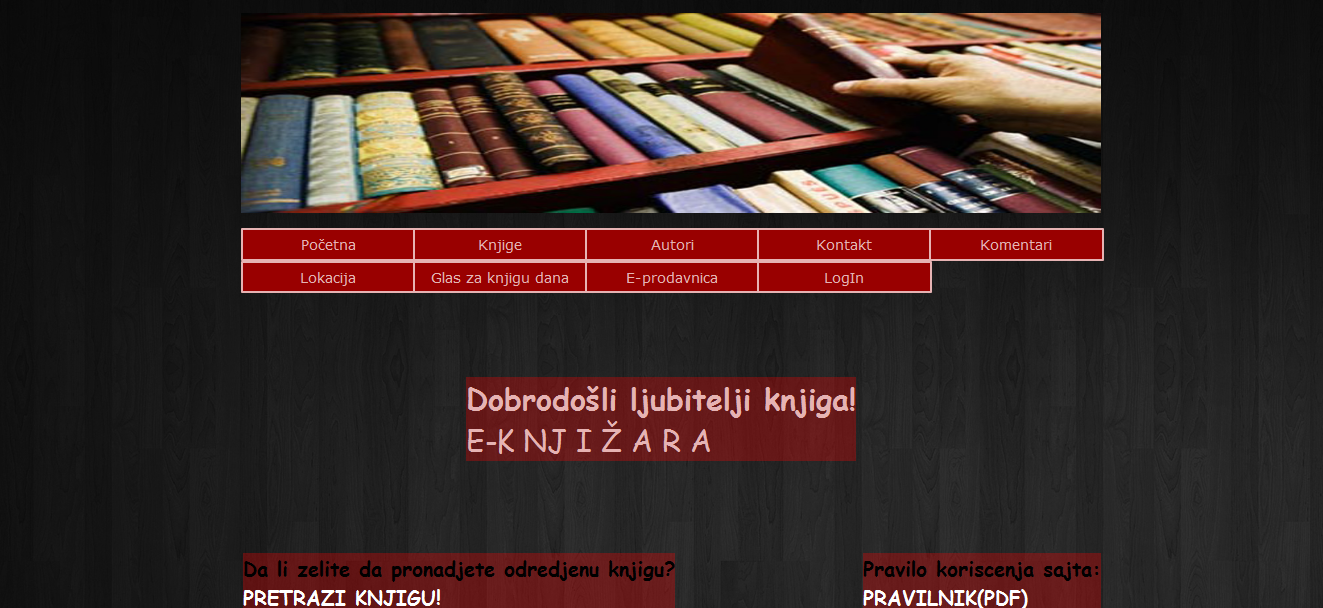 Početna Knjige Autori Kontakt Komentari
Lokacija Glas za knjigu dana E-prodavnica LogIn
Dobrodošli ljubitelji knjiga!
E-K NJ I Ž A R A
Da li zelite da pronadjete odredjenu knjigu?
PRETRAZI KNJIGU!
Pravilo koriscenja sajta:
PRAVILNIK(PDF)